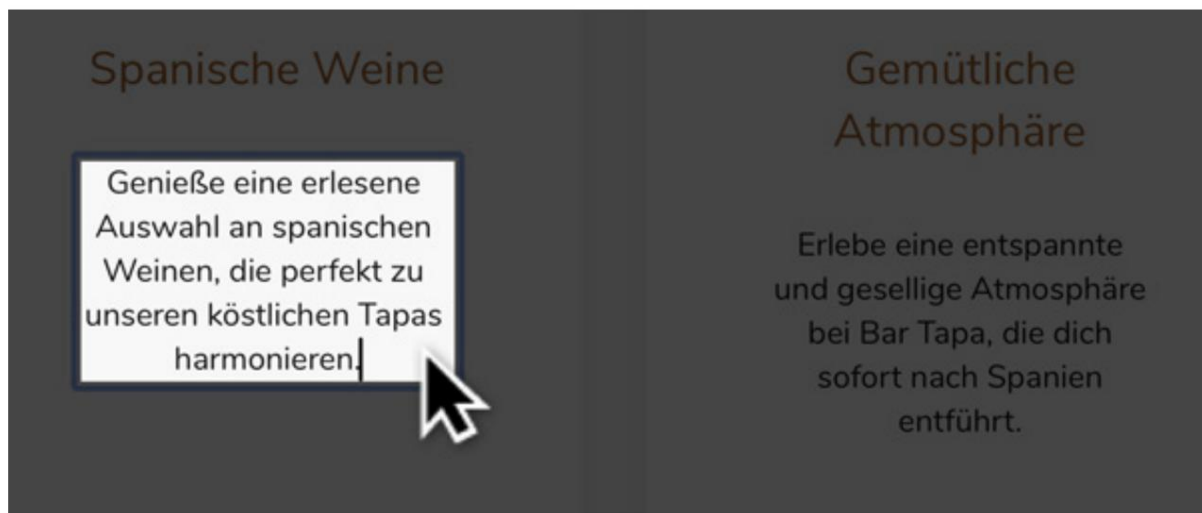 Spanische Weine
Genieße eine erlesene
Auswahl an spanischen
Weinen, die perfekt zu
unseren köstlichen Tapas
harmonieren.
Gemütliche
Atmosphäre
Erlebe eine entspannte
und gesellige Atmosphäre
bei Bar Tapa, die dich
sofort nach Spanien
entführt.